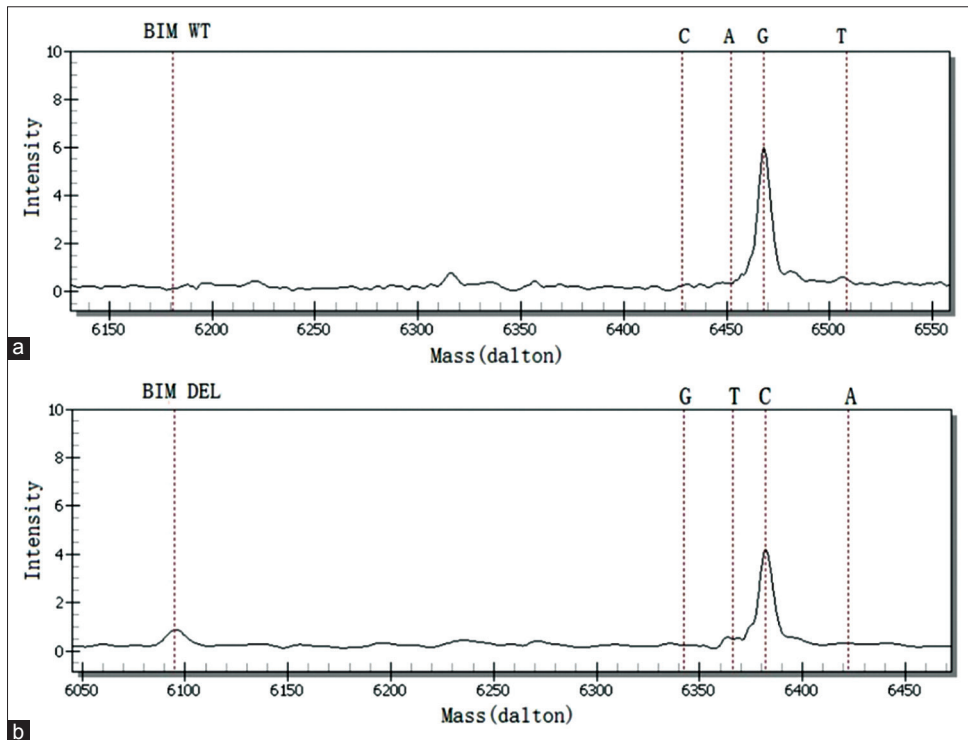 BIM WT C A G T
10
8
6
4
2
0
Intensity
6150 6200 6250 6300 6350 6400 6450 6500 6550
Mass(dalton)
a
BIM DEL G T C A
10
8
6
4
2
0
Intensity
6050 6100 6150 6200 6250 6300 6350 6400 6450
Mass(dalton)
b